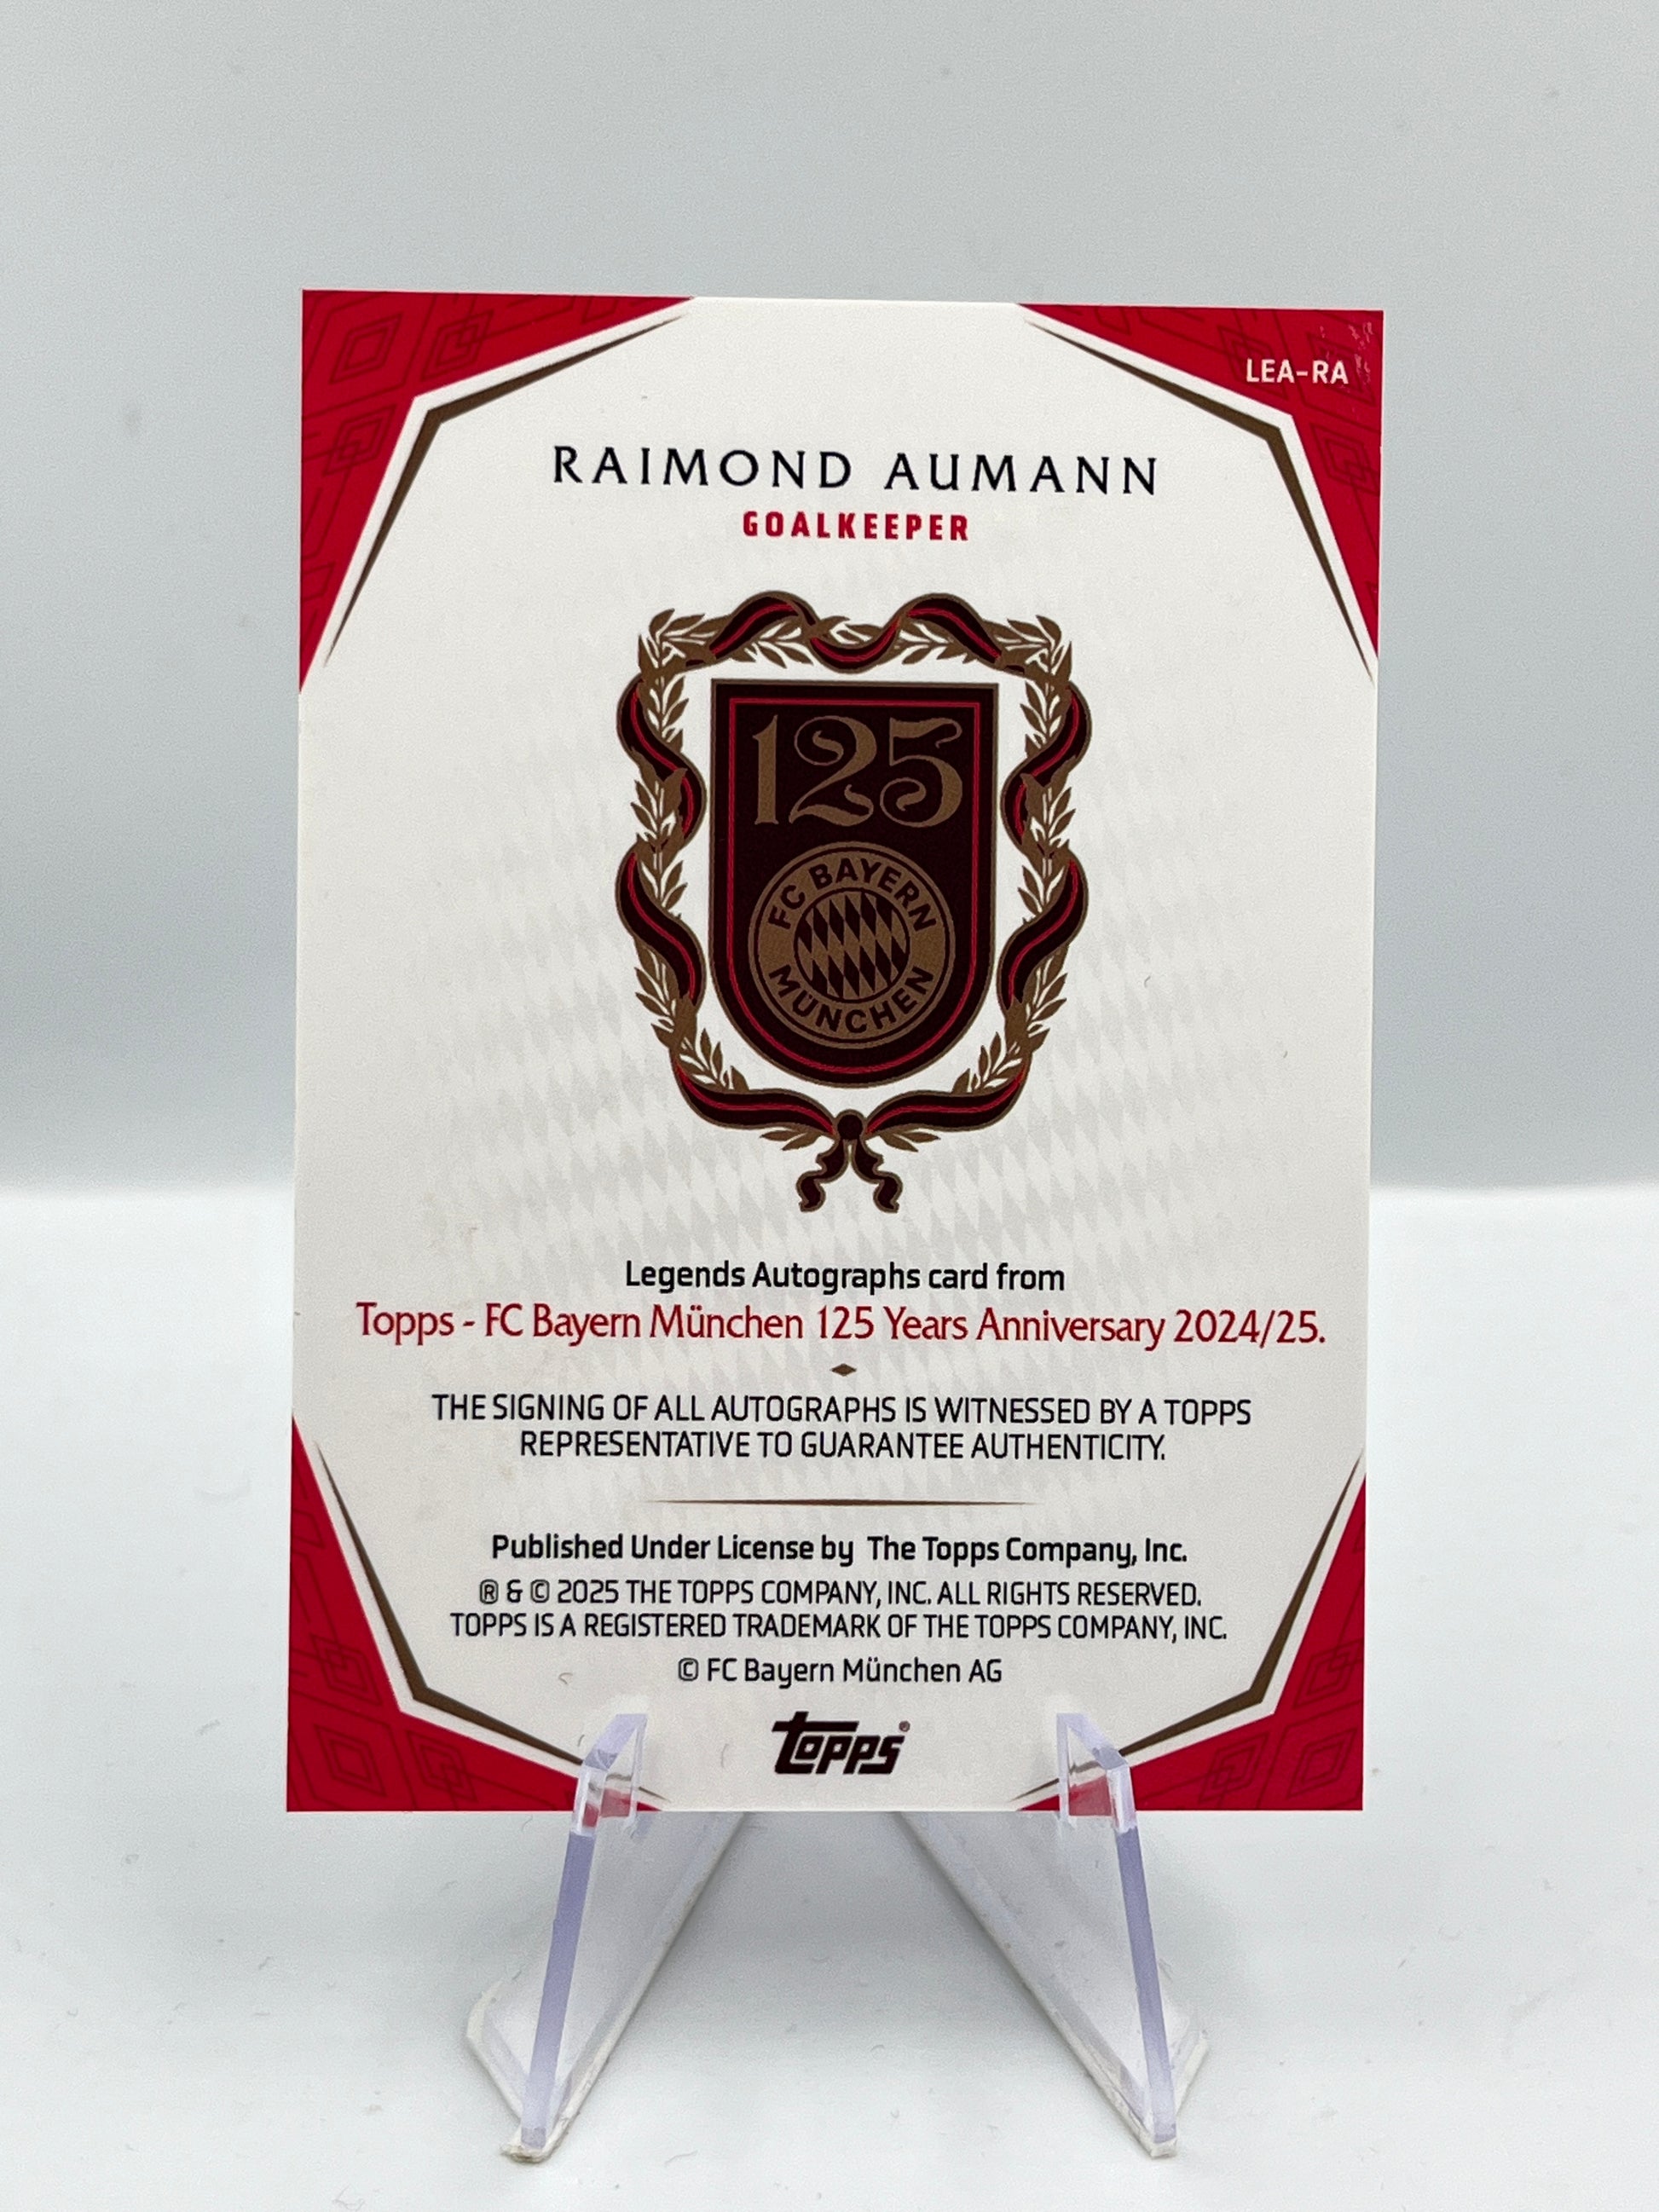 LEA-RA
RAIMOND AUMANN
GOALKEEPER
125
FC BAYERN
MÜNCHEN
Legends Autographs card from
Topps - FC Bayern München 125 Years Anniversary 2024/25.
THE SIGNING OF ALL AUTOGRAPHS IS WITNESSED BY A TOPPS
REPRESENTATIVE TO GUARANTEE AUTHENTICITY.
Published Under License by The Topps Company, Inc.
® & © 2025 THE TOPPS COMPANY, INC. ALL RIGHTS RESERVED.
TOPPS IS A REGISTERED TRADEMARK OF THE TOPPS COMPANY, INC.
© FC Bayern München AG
topps®